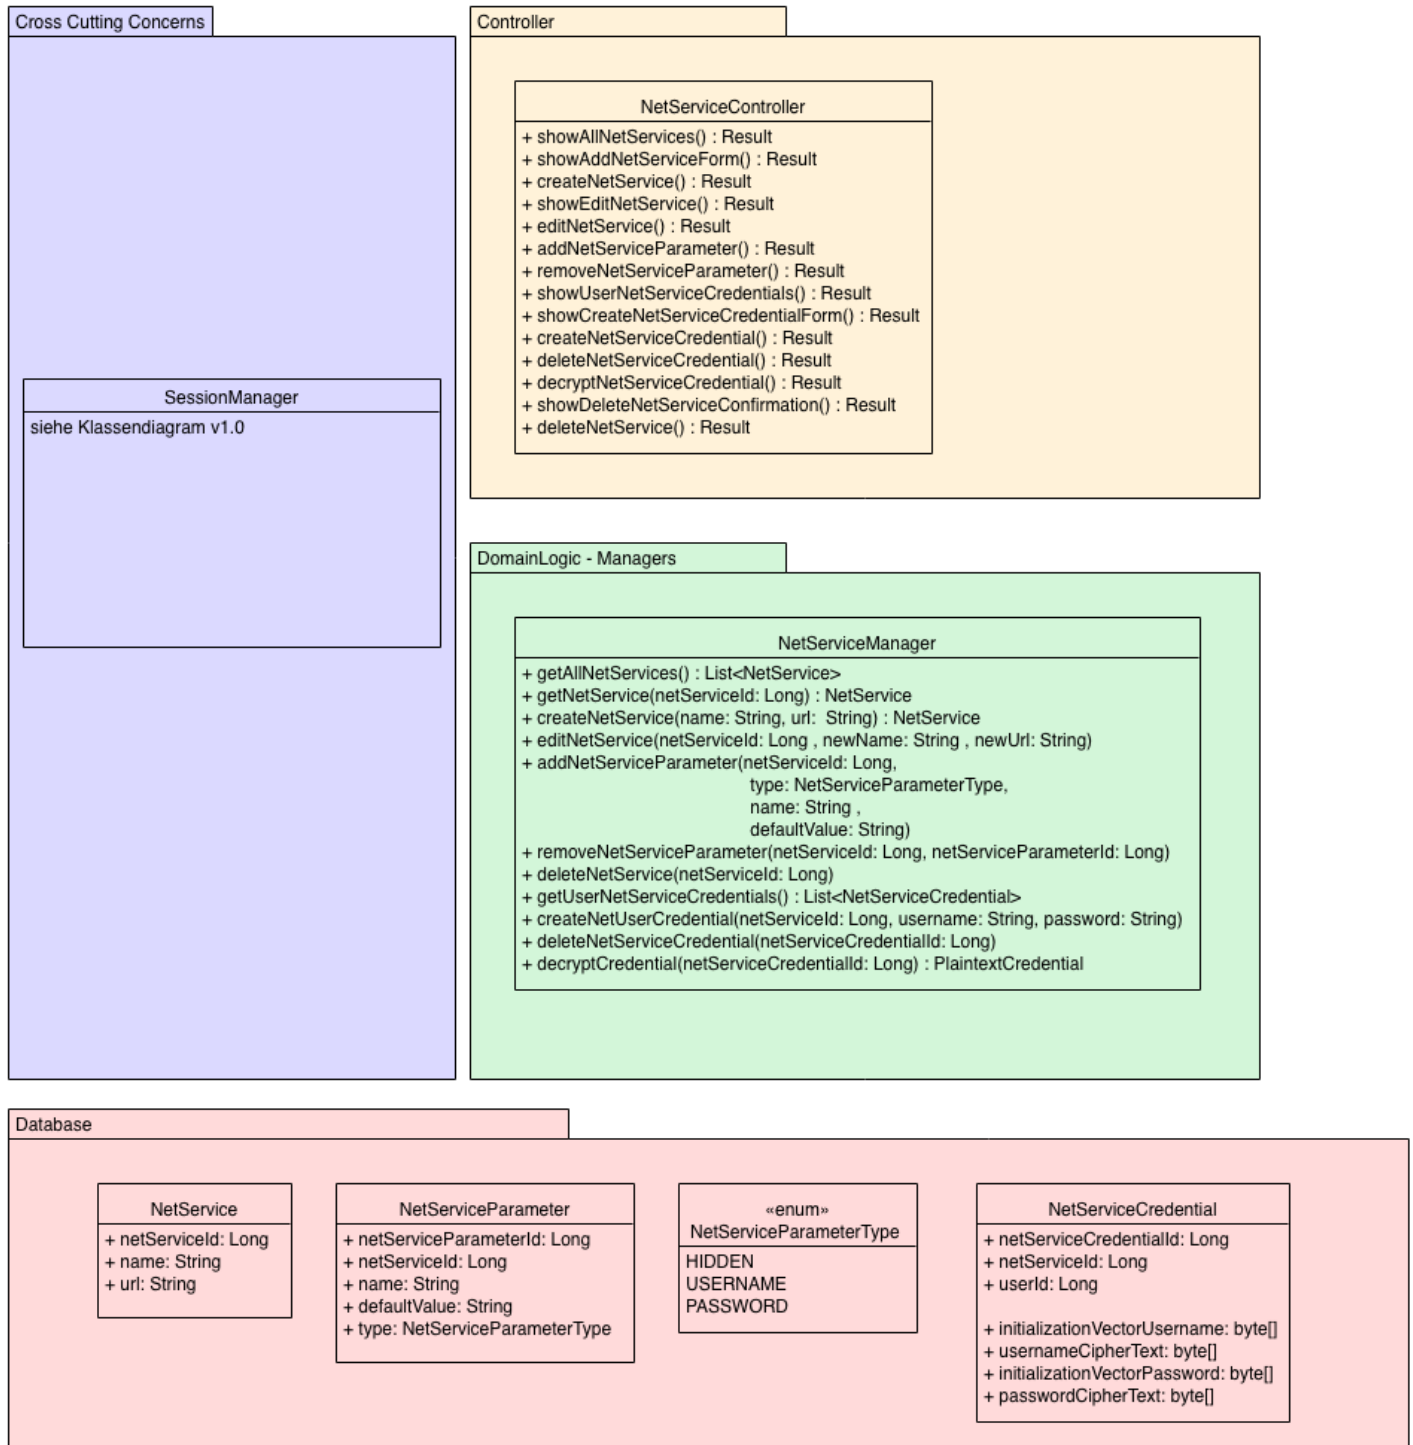 Cross Cutting Concerns
SessionManager
siehe Klassendiagram v1.0
Controller
NetServiceController
+ showAllNetServices() : Result
+ showAddNetServiceForm() : Result
+ createNetService() : Result
+ showEditNetService() : Result
+ editNetService() : Result
+ addNetServiceParameter() : Result
+ removeNetServiceParameter() : Result
+ showUserNetServiceCredentials() : Result
+ showCreateNetServiceCredentialForm() : Result
+ createNetServiceCredential() : Result
+ deleteNetServiceCredential() : Result
+ decryptNetServiceCredential() : Result
+ showDeleteNetServiceConfirmation() : Result
+ deleteNetService() : Result
DomainLogic - Managers
NetServiceManager
+ getAllNetServices() : List<NetService>
+ getNetService(netServiceId: Long) : NetService
+ createNetService(name: String, url:  String) : NetService
+ editNetService(netServiceId: Long , newName: String , newUrl: String)
+ addNetServiceParameter(netServiceId: Long,
type: NetServiceParameterType,
name: String ,
defaultValue: String)
+ removeNetServiceParameter(netServiceId: Long, netServiceParameterId: Long)
+ deleteNetService(netServiceId: Long)
+ getUserNetServiceCredentials() : List<NetServiceCredential>
+ createNetUserCredential(netServiceId: Long, username: String, password: String)
+ deleteNetServiceCredential(netServiceCredentialId: Long)
+ decryptCredential(netServiceCredentialId: Long) : PlaintextCredential
Database
NetService
+ netServiceId: Long
+ name: String
+ url: String
NetServiceParameter
+ netServiceParameterId: Long
+ netServiceId: Long
+ name: String
+ defaultValue: String
+ type: NetServiceParameterType
«enum»
NetServiceParameterType
HIDDEN
USERNAME
PASSWORD
NetServiceCredential
+ netServiceCredentialId: Long
+ netServiceId: Long
+ userId: Long
+ initializationVectorUsername: byte[]
+ usernameCipherText: byte[]
+ initializationVectorPassword: byte[]
+ passwordCipherText: byte[]